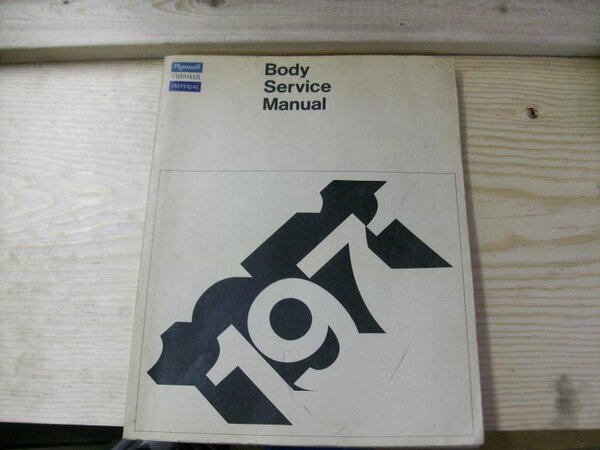 Plymouth
CHRYSLER
IMPERIAL
Body
Service
Manual
1971